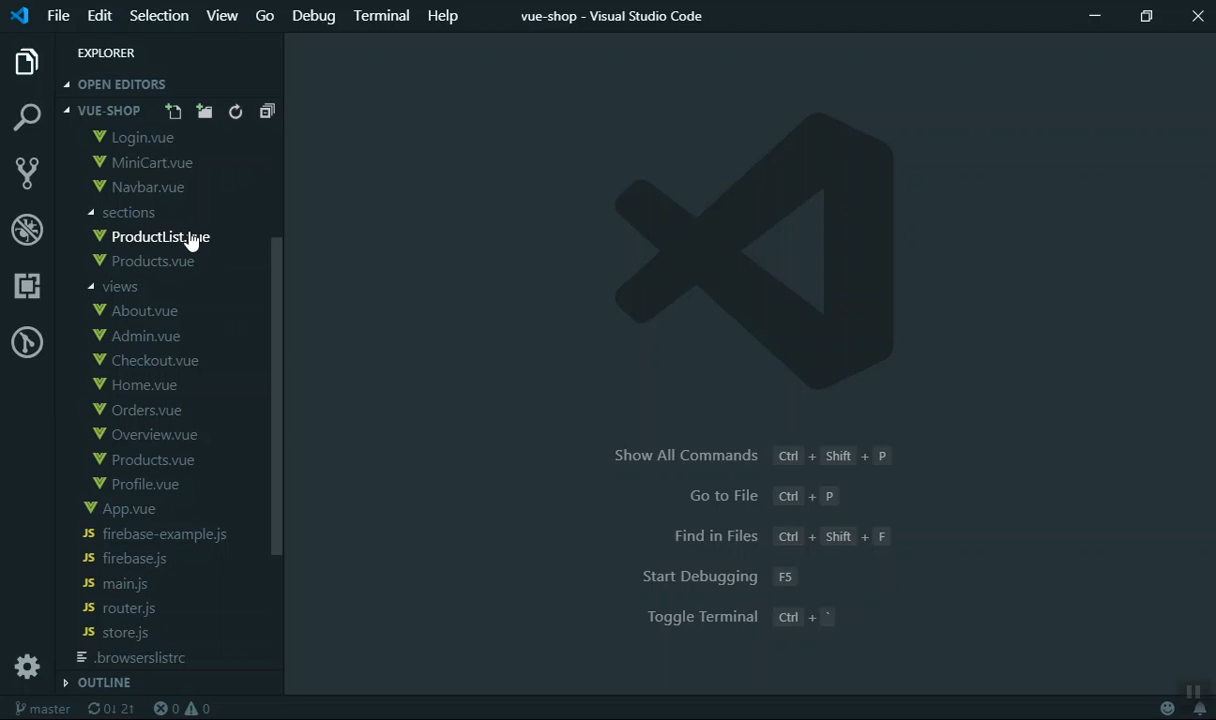 File Edit Selection View Go Debug Terminal Help vue-shop - Visual Studio Code
EXPLORER
OPEN EDITORS
VUE-SHOP
Login.vue
MiniCart.vue
Navbar.vue
sections
ProductList.vue
Products.vue
views
About.vue
Admin.vue
Checkout.vue
Home.vue
Orders.vue
Overview.vue
Products.vue
Profile.vue
App.vue
JS firebase-example.js
JS firebase.js
JS main.js
JS router.js
JS store.js
.browserslistrc
OUTLINE
Show All Commands Ctrl + Shift + P
Go to File Ctrl + P
Find in Files Ctrl + Shift + F
Start Debugging F5
Toggle Terminal Ctrl + `
master 0↓ 2↑ 0 0